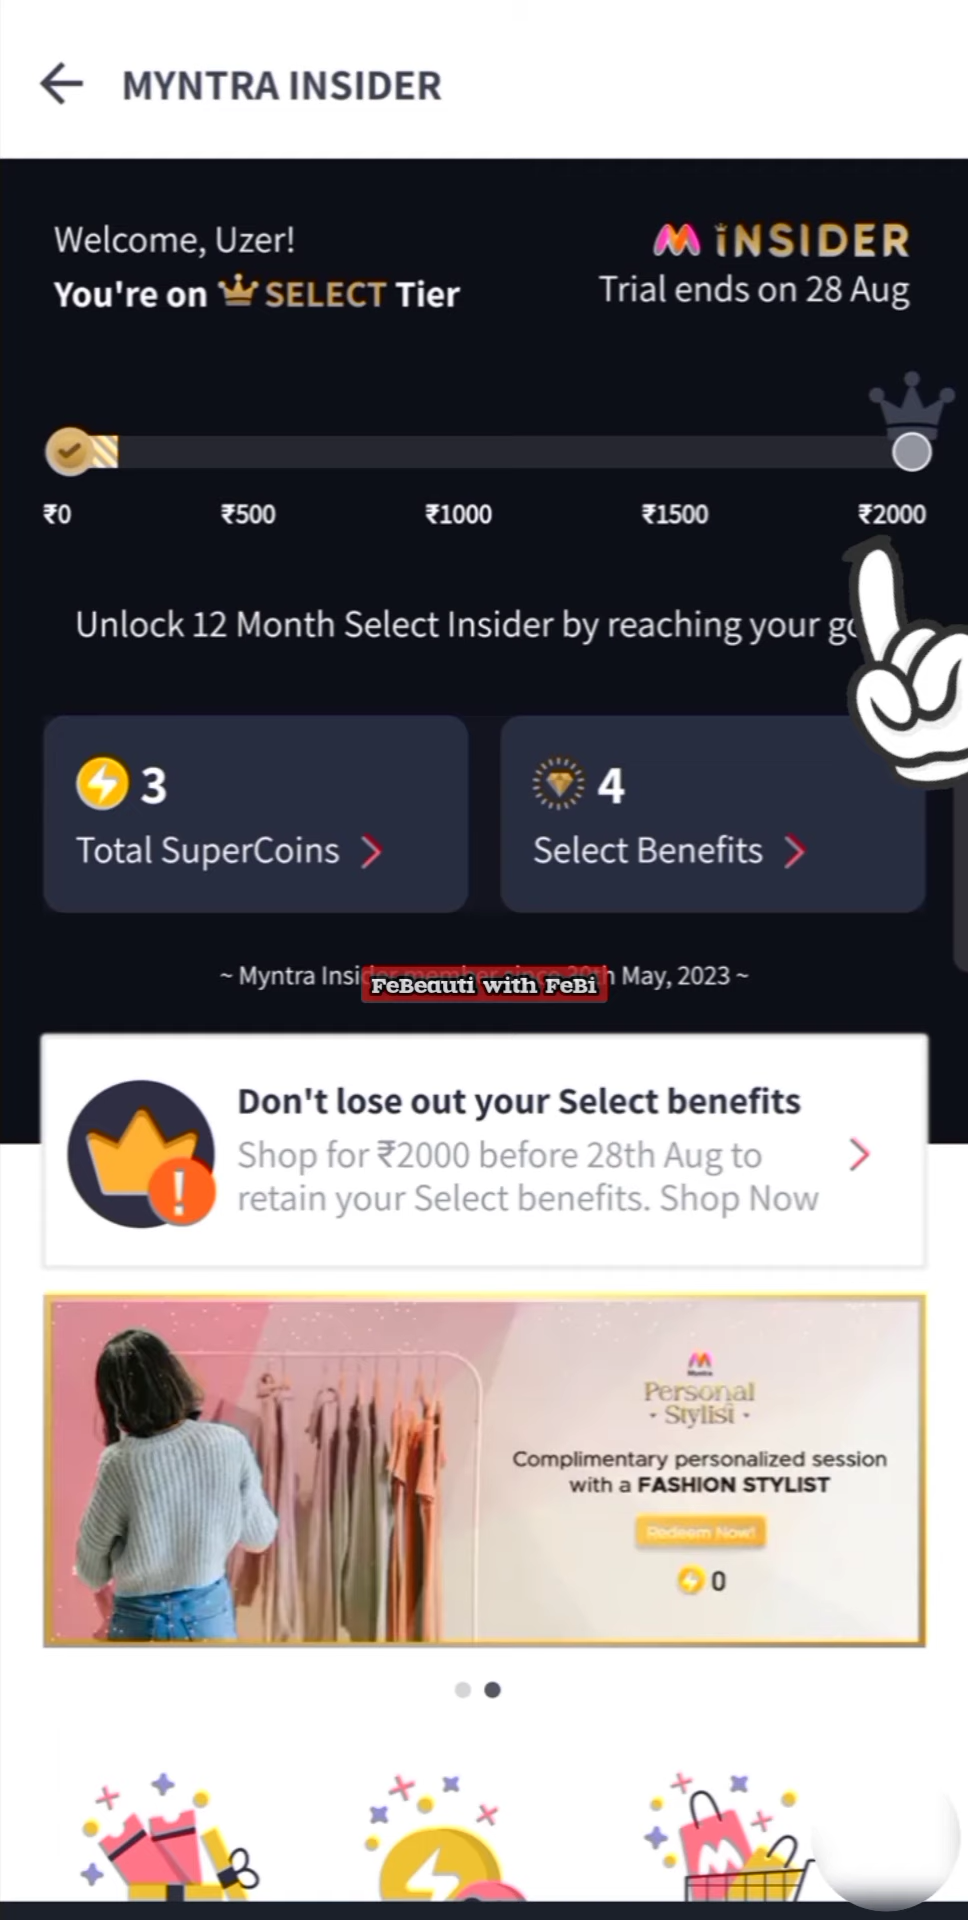 MYNTRA INSIDER
Welcome, Uzer!
You're on SELECT Tier
INSIDER
Trial ends on 28 Aug
₹0 ₹500 ₹1000 ₹1500 ₹2000
Unlock 12 Month Select Insider by reaching your
3
Total SuperCoins
4
Select Benefits
~ Myntra May, 2023 ~
FeBeauti with FeBi
Don't lose out your Select benefits
Shop for ₹2000 before 28th Aug to
retain your Select benefits. Shop Now
Myntra
Personal
- Stylist -
Complimentary personalized session
with a FASHION STYLIST
Redeem Now!
0